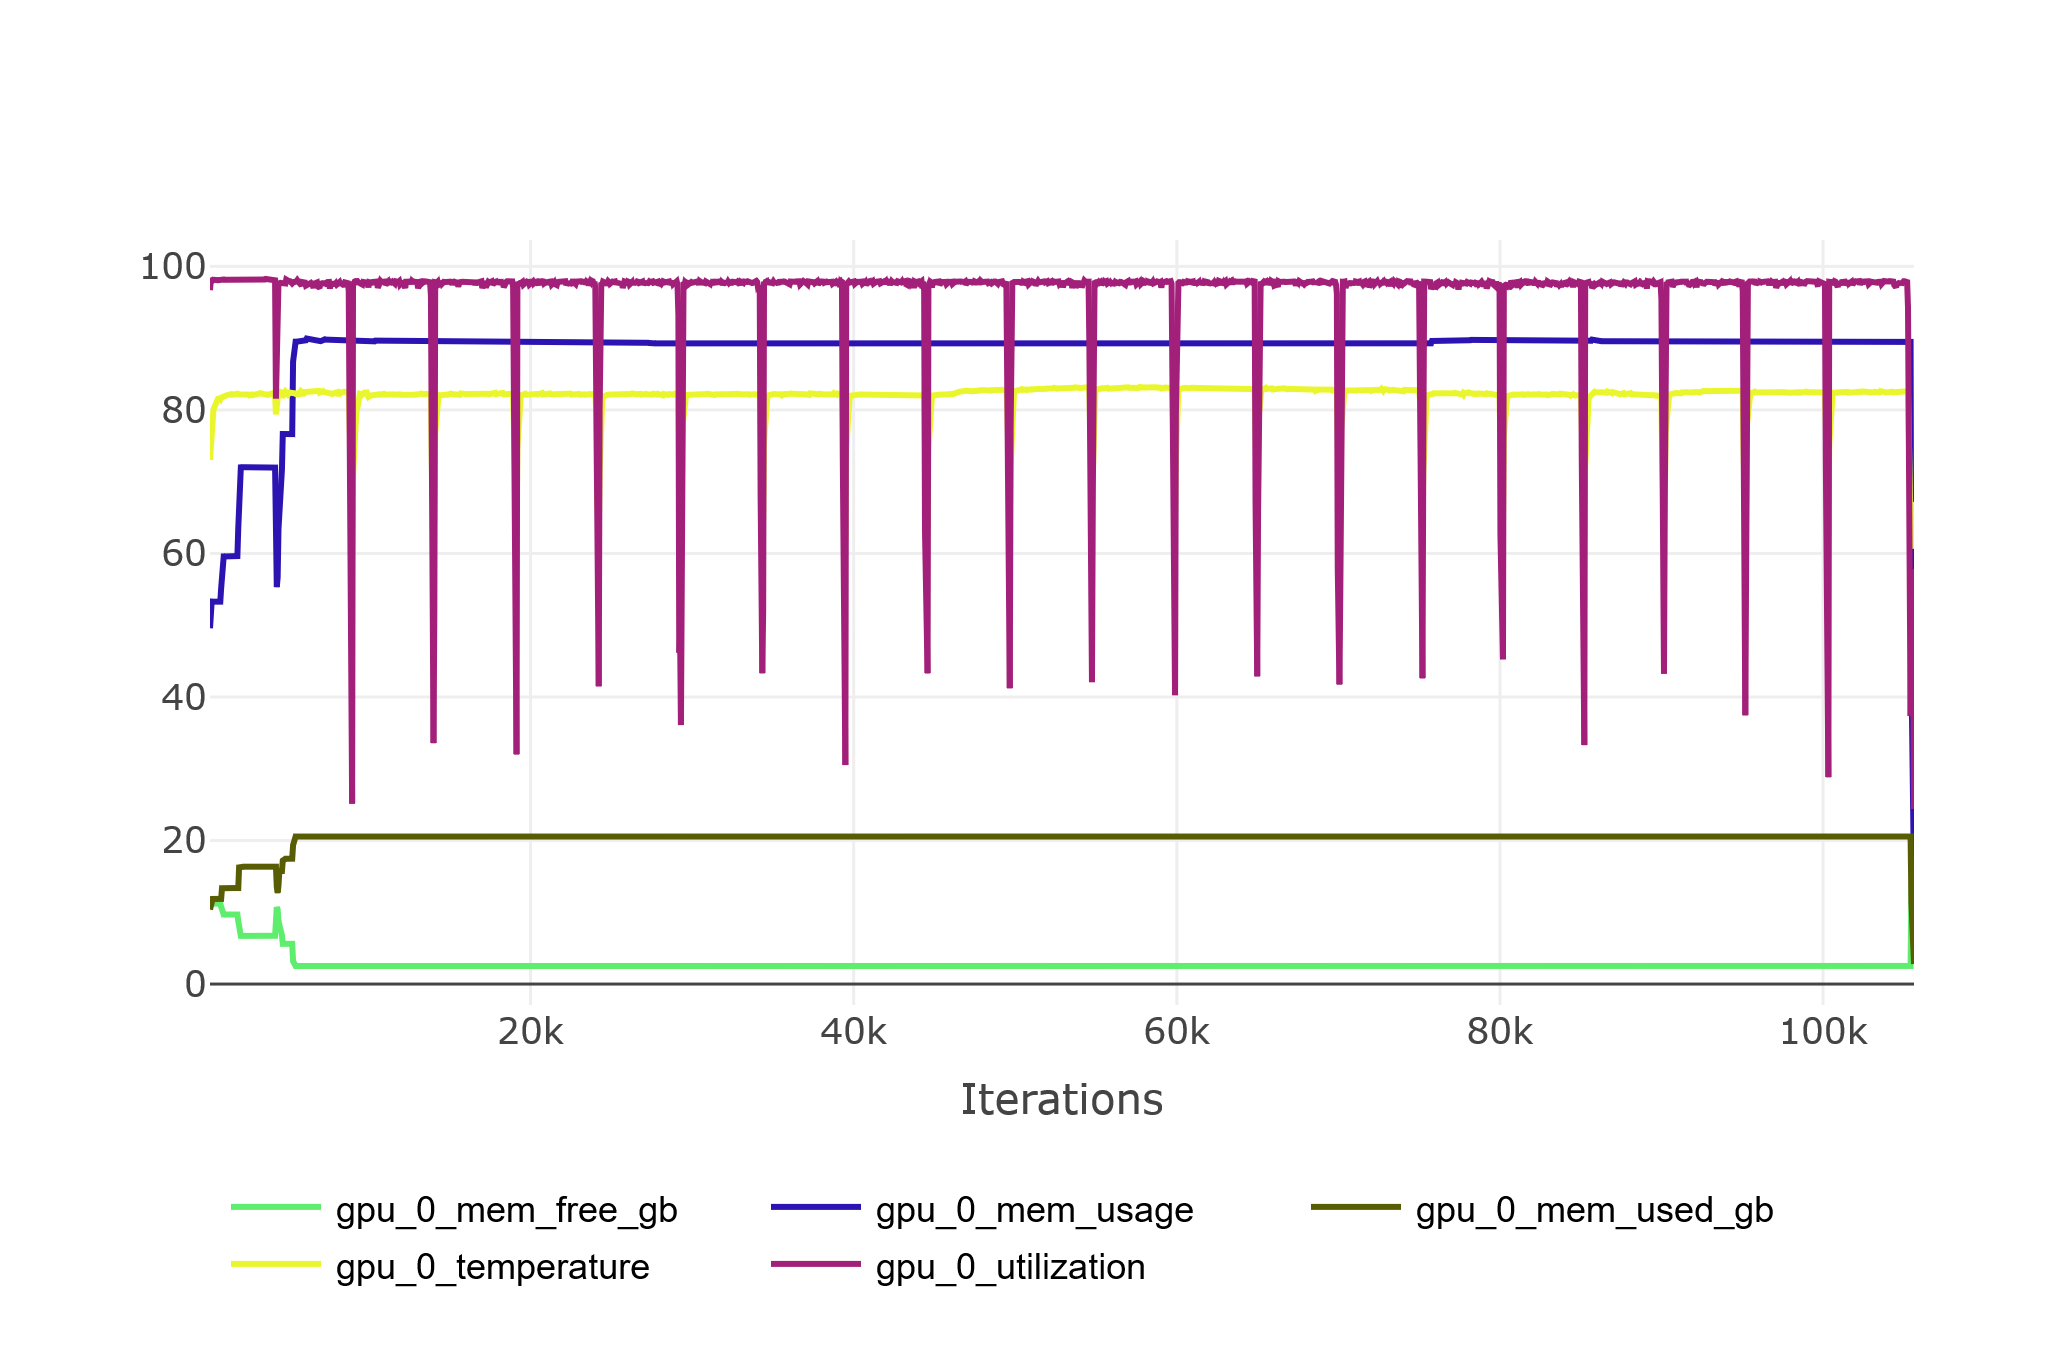 100
80
60
40
20
0
20k 40k 60k 80k 100k
Iterations
gpu_0_mem_free_gb gpu_0_mem_usage gpu_0_mem_used_gb
gpu_0_temperature gpu_0_utilization